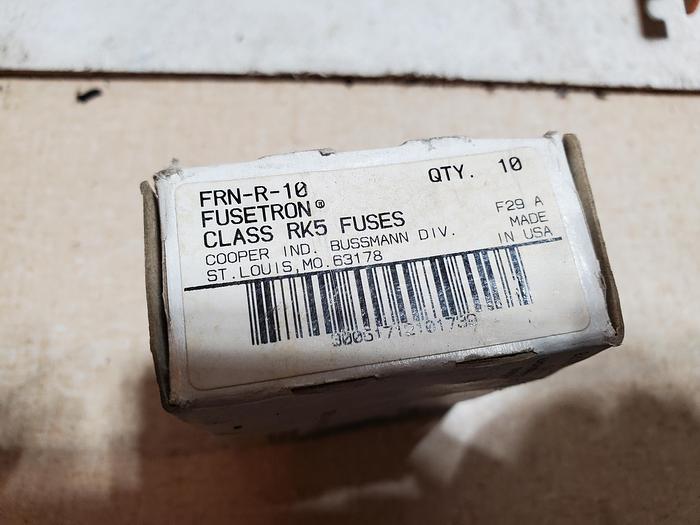 FRN-R-10 QTY. 10
FUSETRON®
CLASS RK5 FUSES F29 A
COOPER IND. BUSSMANN DIV. MADE
ST.LOUIS,MO.63178 IN USA